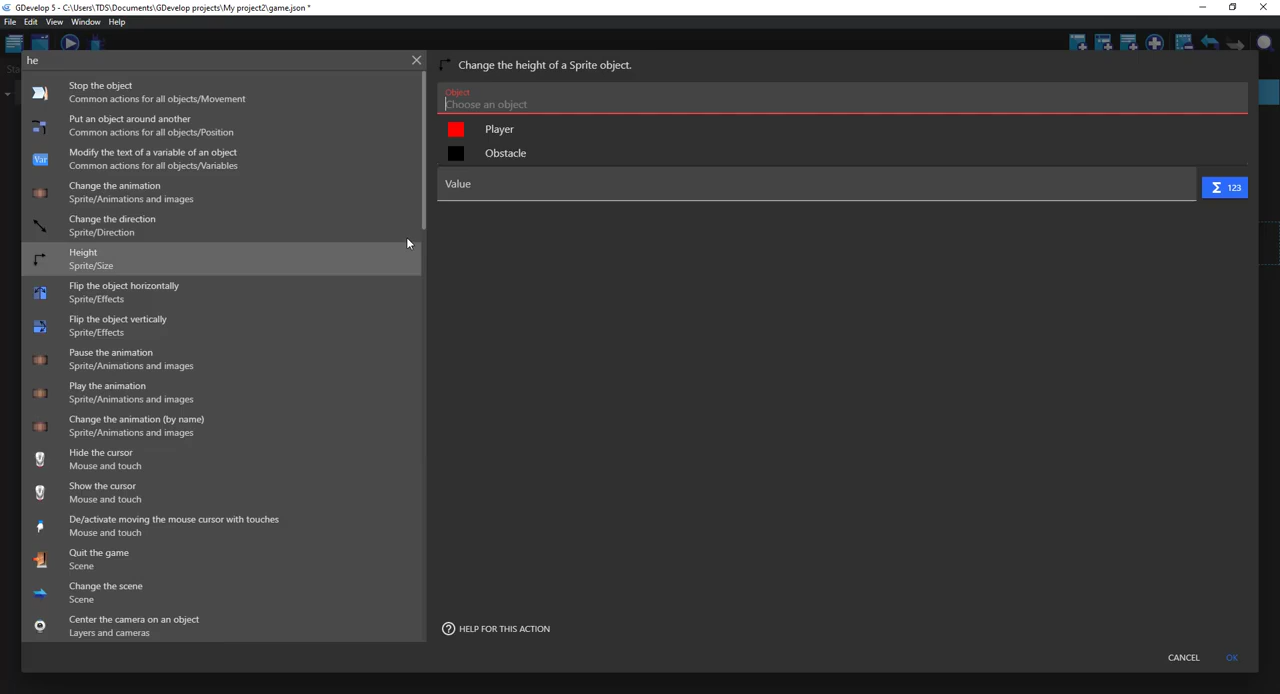 GDevelop 5 - C:\Users\TDS\Documents\GDevelop projects\My project2\game.json *
File Edit View Window Help
he
Stop the object
Common actions for all objects/Movement
Put an object around another
Common actions for all objects/Position
Var
Modify the text of a variable of an object
Common actions for all objects/Variables
Change the animation
Sprite/Animations and images
Change the direction
Sprite/Direction
Height
Sprite/Size
Flip the object horizontally
Sprite/Effects
Flip the object vertically
Sprite/Effects
Pause the animation
Sprite/Animations and images
Play the animation
Sprite/Animations and images
Change the animation (by name)
Sprite/Animations and images
Hide the cursor
Mouse and touch
Show the cursor
Mouse and touch
De/activate moving the mouse cursor with touches
Mouse and touch
Quit the game
Scene
Change the scene
Scene
Center the camera on an object
Layers and cameras
Change the height of a Sprite object.
Object
Choose an object
Player
Obstacle
Value
Σ 123
HELP FOR THIS ACTION
CANCEL OK